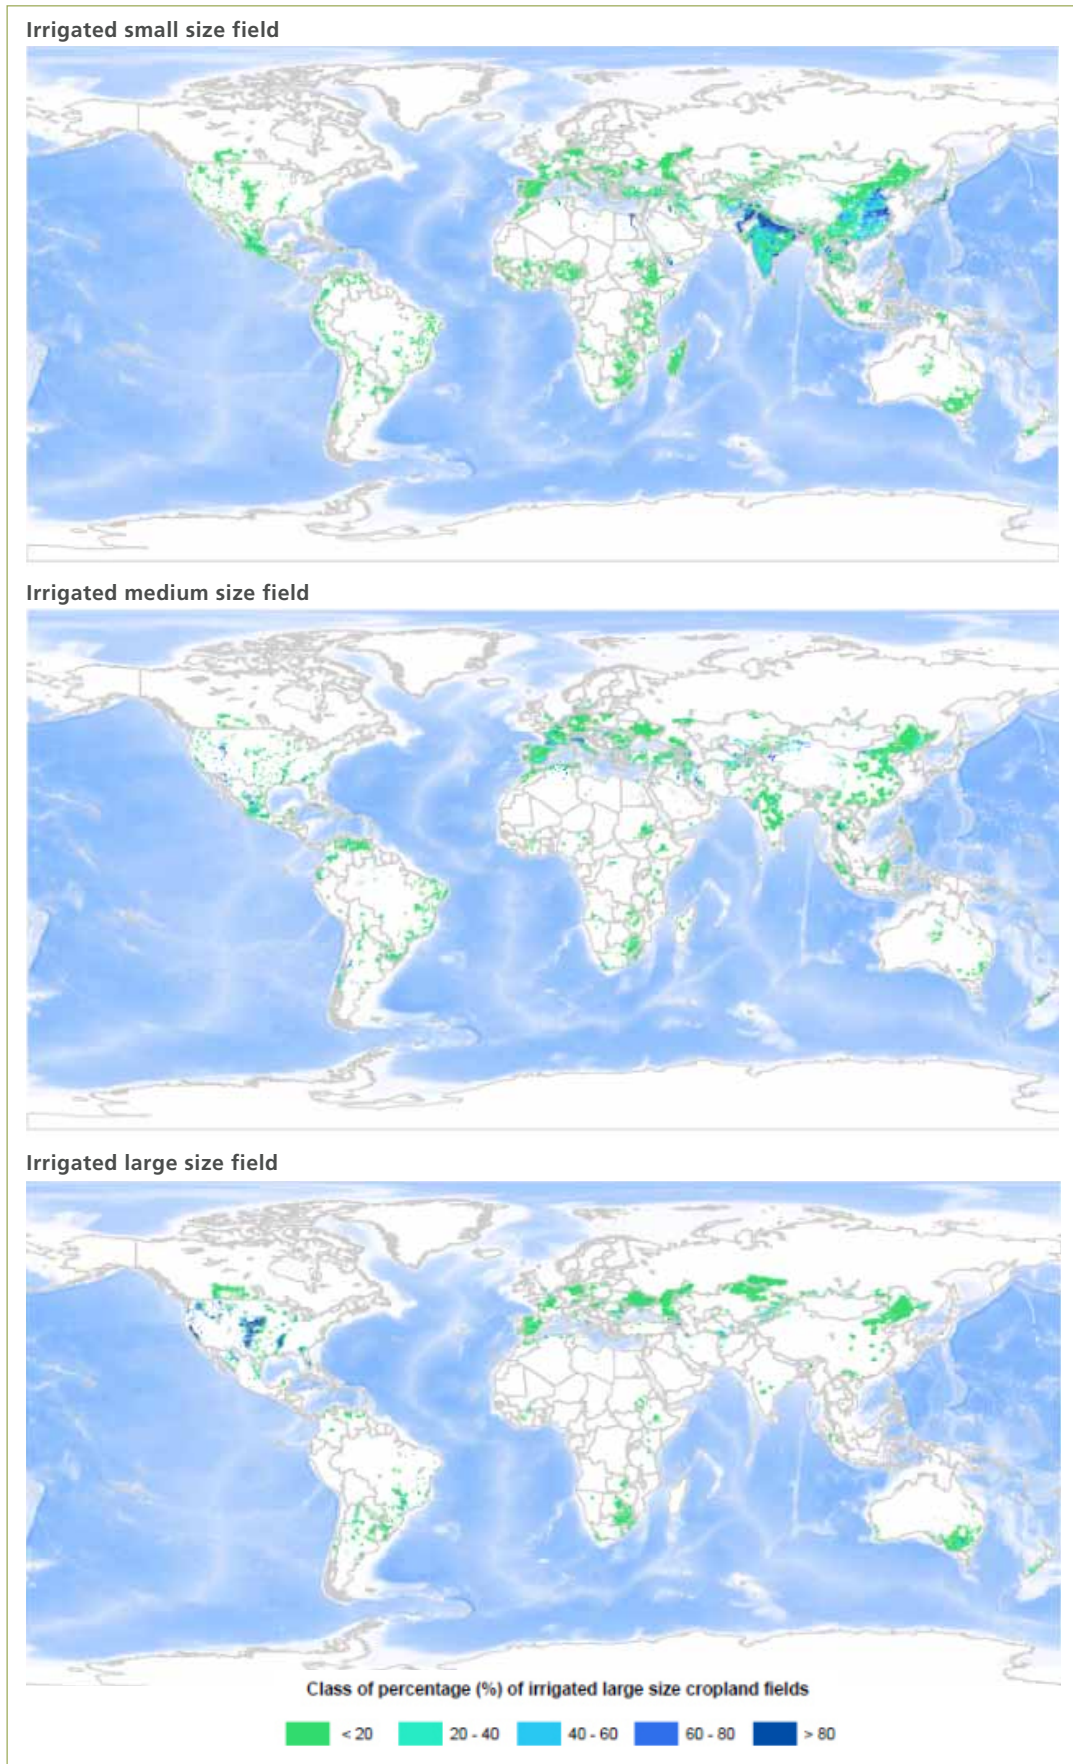 Irrigated small size field
Irrigated medium size field
Irrigated large size field
Class of percentage (%) of irrigated large size cropland fields
< 20 20 - 40 40 - 60 60 - 80 > 80